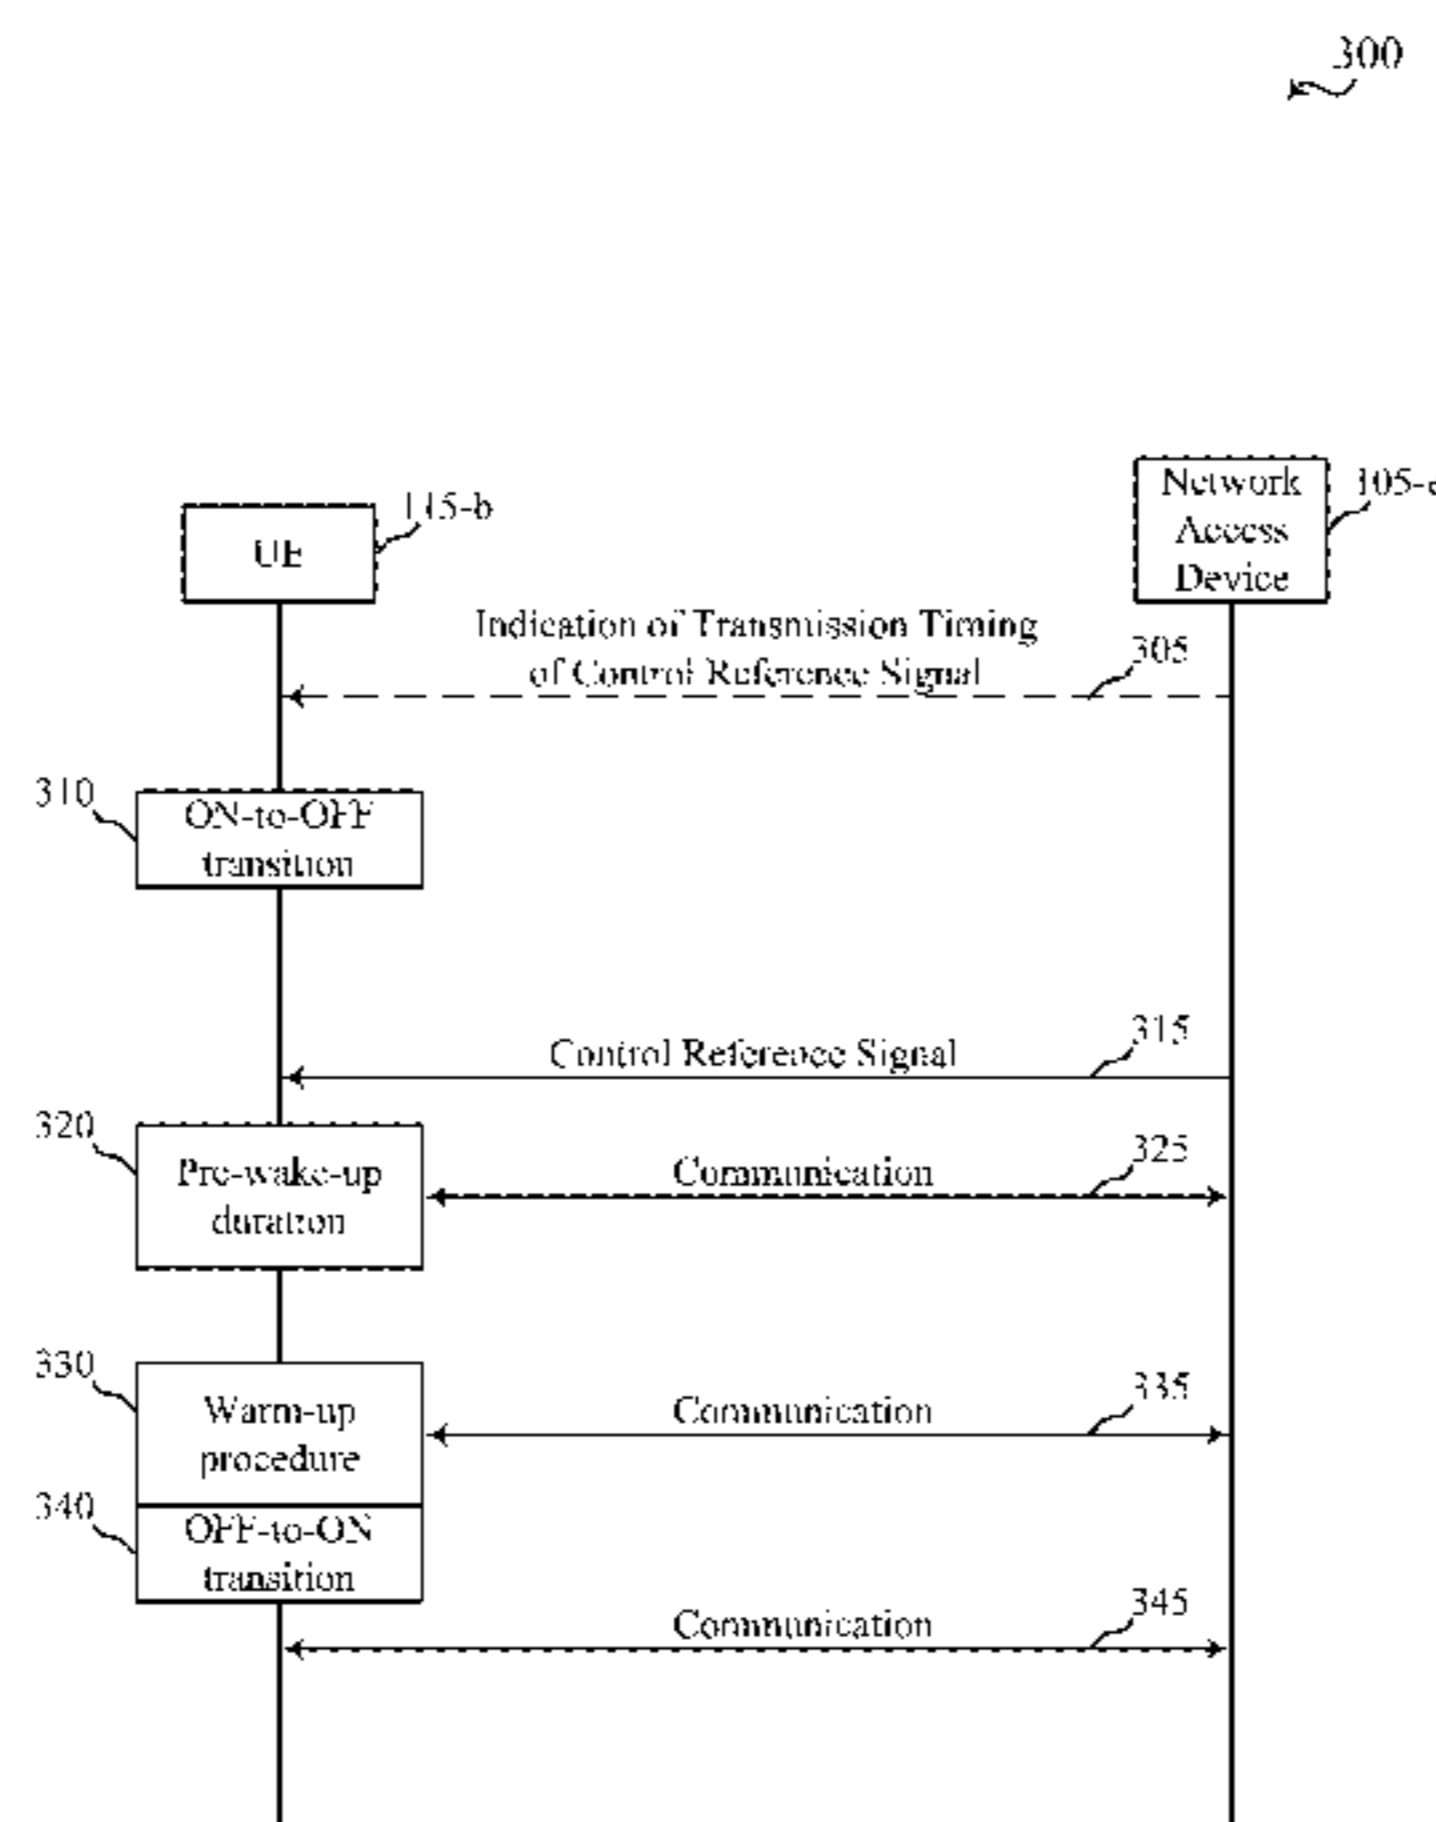 300
UE
115-b
Network
Access
Device
Indication of Transmission Timing
of Control Reference Signal
305
310
ON-to-OFF
transition
Control Reference Signal
315
320
Pre-wake-up
duration
Communication
325
330
Warm-up
procedure
Communication
335
340
OFF-to-ON
transition
Communication
345